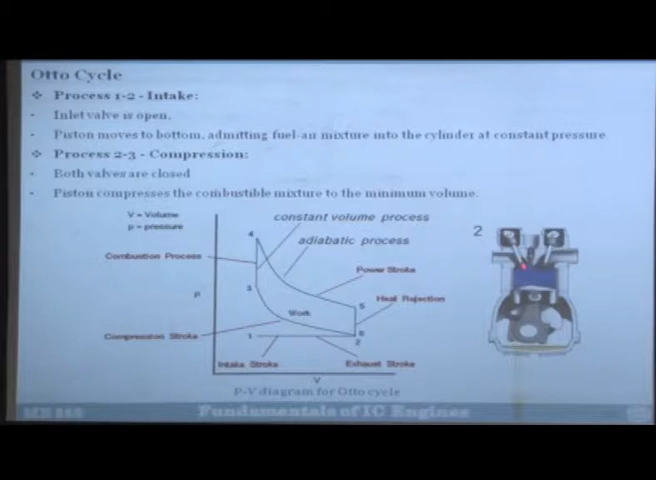 Otto Cycle
❖ Process 1-2 - Intake:
- Inlet valve is open.
- Piston moves to bottom, admitting fuel-air mixture into the cylinder at constant pressure
❖ Process 2-3 - Compression:
- Both valves are closed
- Piston compresses the combustible mixture to the minimum volume.
V = Volume
p = pressure
constant volume process
adiabatic process
2
4
Combustion Process
Power Stroke
3
P
Heat Rejection
5
Work
Compression Stroke
1
6
2
Intake Stroke
Exhaust Stroke
V
P-V diagram for Otto cycle
Fundamentals of IC Engines